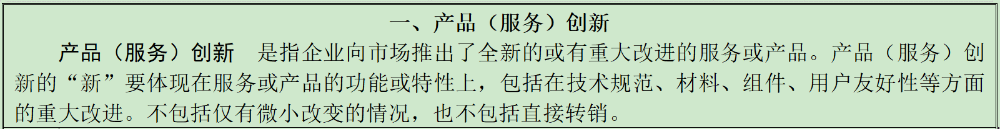 一、产品（服务）创新
产品（服务）创新　是指企业向市场推出了全新的或有重大改进的服务或产品。产品（服务）创
新的“新”要体现在服务或产品的功能或特性上，包括在技术规范、材料、组件、用户友好性等方面
的重大改进。不包括仅有微小改变的情况，也不包括直接转销。